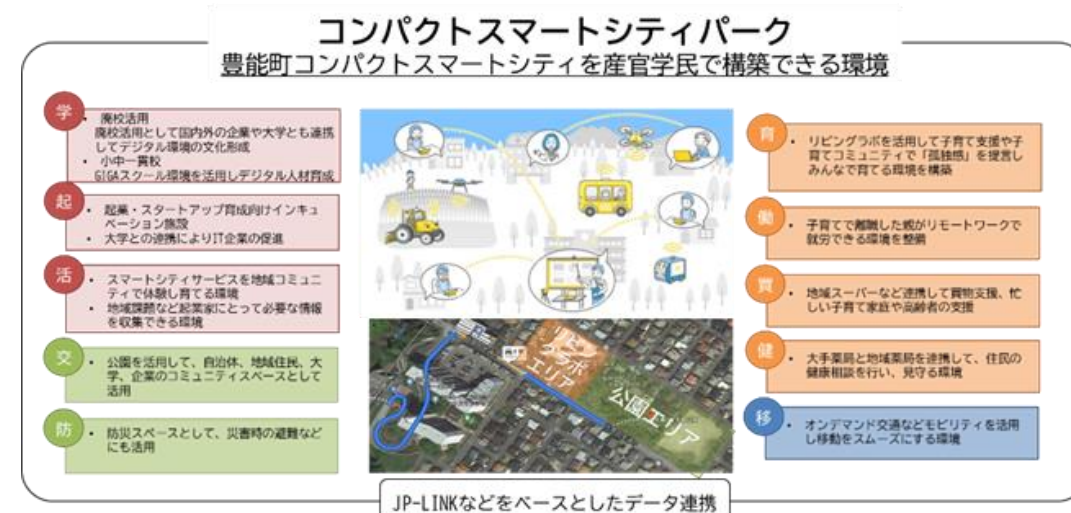 コンパクトスマートシティパーク
豊能町コンパクトスマートシティを産官学民で構築できる環境
学
・ 廃校活用
廃校活用として国内外の企業や大学とも連携
してデジタル環境の文化形成
・ 小中一貫校
GIGAスクール環境を活用しデジタル人材育成
起
・ 起業・スタートアップ育成向けインキュ
ベーション施設
・ 大学との連携によりIT企業の促進
活
・ スマートシティサービスを地域コミュニ
ティで体験し育てる環境
・ 地域課題など起業家にとって必要な情報
を収集できる環境
交
・ 公園を活用して、自治体、地域住民、大
学、企業のコミュニティスペースとして
活用
防
・ 防災スペースとして、災害時の避難など
にも活用
リビン
グラボ
エリア
公園エリア
育
・ リビングラボを活用して子育て支援や子
育てコミュニティで「孤独感」を提言し
みんなで育てる環境を構築
働
・ 子育てで離職した親がリモートワークで
就労できる環境を整備
買
・ 地域スーパーなど連携して買物支援、忙
しい子育て家庭や高齢者の支援
健
・ 大手薬局と地域薬局を連携して、住民の
健康相談を行い、見守る環境
移
・ オンデマンド交通などモビリティを活用
し移動をスムーズにする環境
JP-LINKなどをベースとしたデータ連携